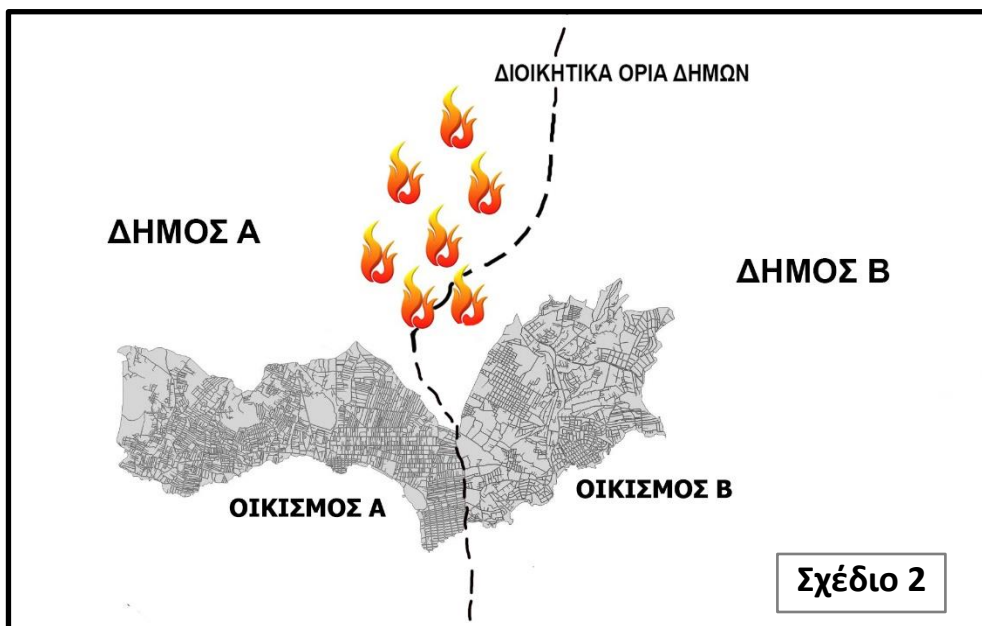 ΔΙΟΙΚΗΤΙΚΑ ΟΡΙΑ ΔΗΜΩΝ
ΔΗΜΟΣ Α
ΔΗΜΟΣ Β
ΟΙΚΙΣΜΟΣ Α
ΟΙΚΙΣΜΟΣ Β
Σχέδιο 2